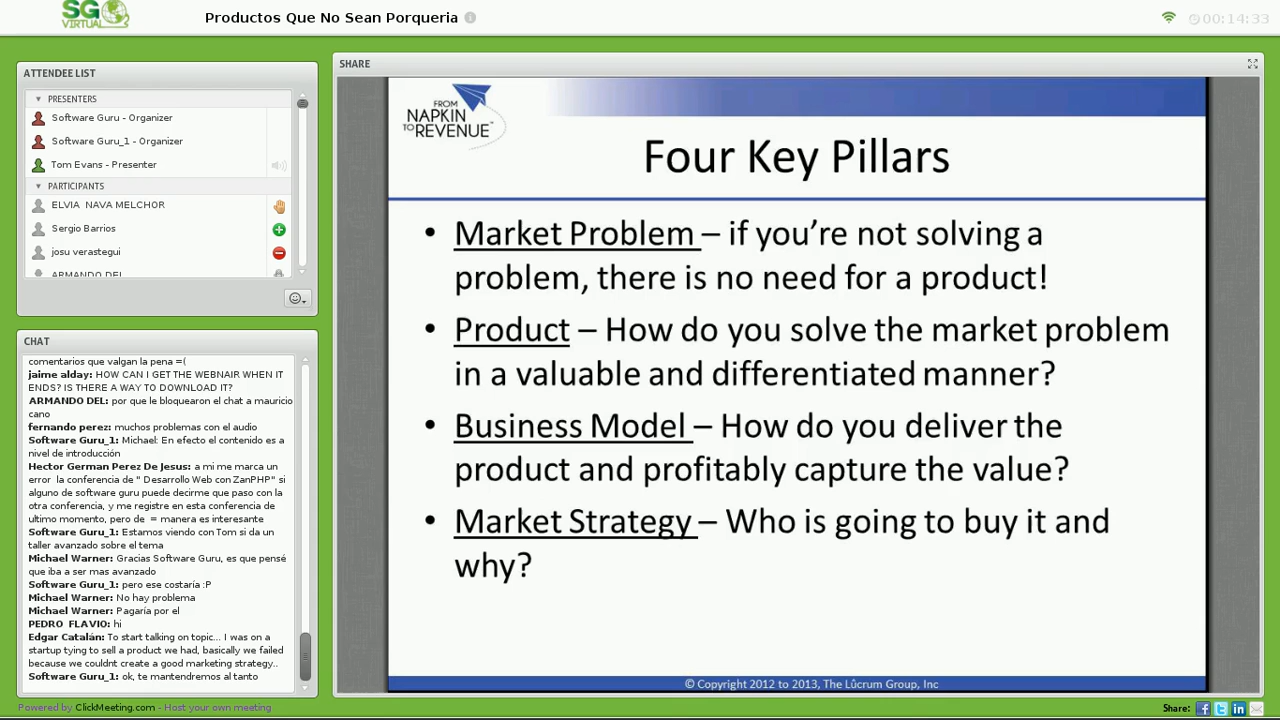 SG
VIRTUAL
Productos Que No Sean Porqueria
00:14:33
ATTENDEE LIST
PRESENTERS
Software Guru - Organizer
Software Guru_1 - Organizer
Tom Evans - Presenter
PARTICIPANTS
ELVIA NAVA MELCHOR
Sergio Barrios
josu verastegui
ARMANDO DEL
CHAT
comentarios que valgan la pena =(
jaime alday: HOW CAN I GET THE WEBNAIR WHEN IT
ENDS? IS THERE A WAY TO DOWNLOAD IT?
ARMANDO DEL: por que le bloquearon el chat a mauricio
cano
fernando perez: muchos problemas con el audio
Software Guru_1: Michael: En efecto el contenido es a
nivel de introducción
Hector German Perez De Jesus: a mi me marca un
error la conferencia de " Desarrollo Web con ZanPHP" si
alguno de software guru puede decirme que paso con la
otra conferencia, y me registre en esta conferencia de
ultimo momento, pero de = manera es interesante
Software Guru_1: Estamos viendo con Tom si da un
taller avanzado sobre el tema
Michael Warner: Gracias Software Guru, es que pensé
que iba a ser mas avanzado
Software Guru_1: pero ese costaría :P
Michael Warner: No hay problema
Michael Warner: Pagaría por el
PEDRO FLAVIO: hi
Edgar Catalán: To start talking on topic... I was on a
startup tying to sell a product we had, basically we failed
because we couldnt create a good marketing strategy..
Software Guru_1: ok, te mantendremos al tanto
SHARE
FROM
NAPKIN
TO REVENUE™
Four Key Pillars
• Market Problem – if you’re not solving a
problem, there is no need for a product!
• Product – How do you solve the market problem
in a valuable and differentiated manner?
• Business Model – How do you deliver the
product and profitably capture the value?
• Market Strategy – Who is going to buy it and
why?
© Copyright 2012 to 2013, The Lûcrum Group, Inc
Powered by ClickMeeting.com - Host your own meeting
Share: